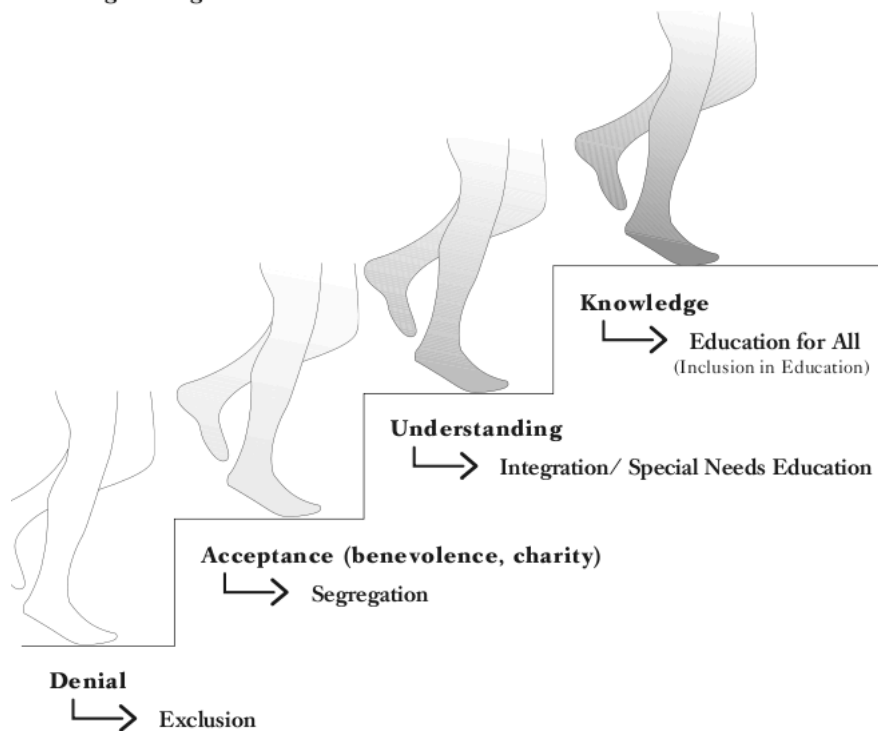 Knowledge
Education for All
(Inclusion in Education)
Understanding
Integration/ Special Needs Education
Acceptance (benevolence, charity)
Segregation
Denial
Exclusion